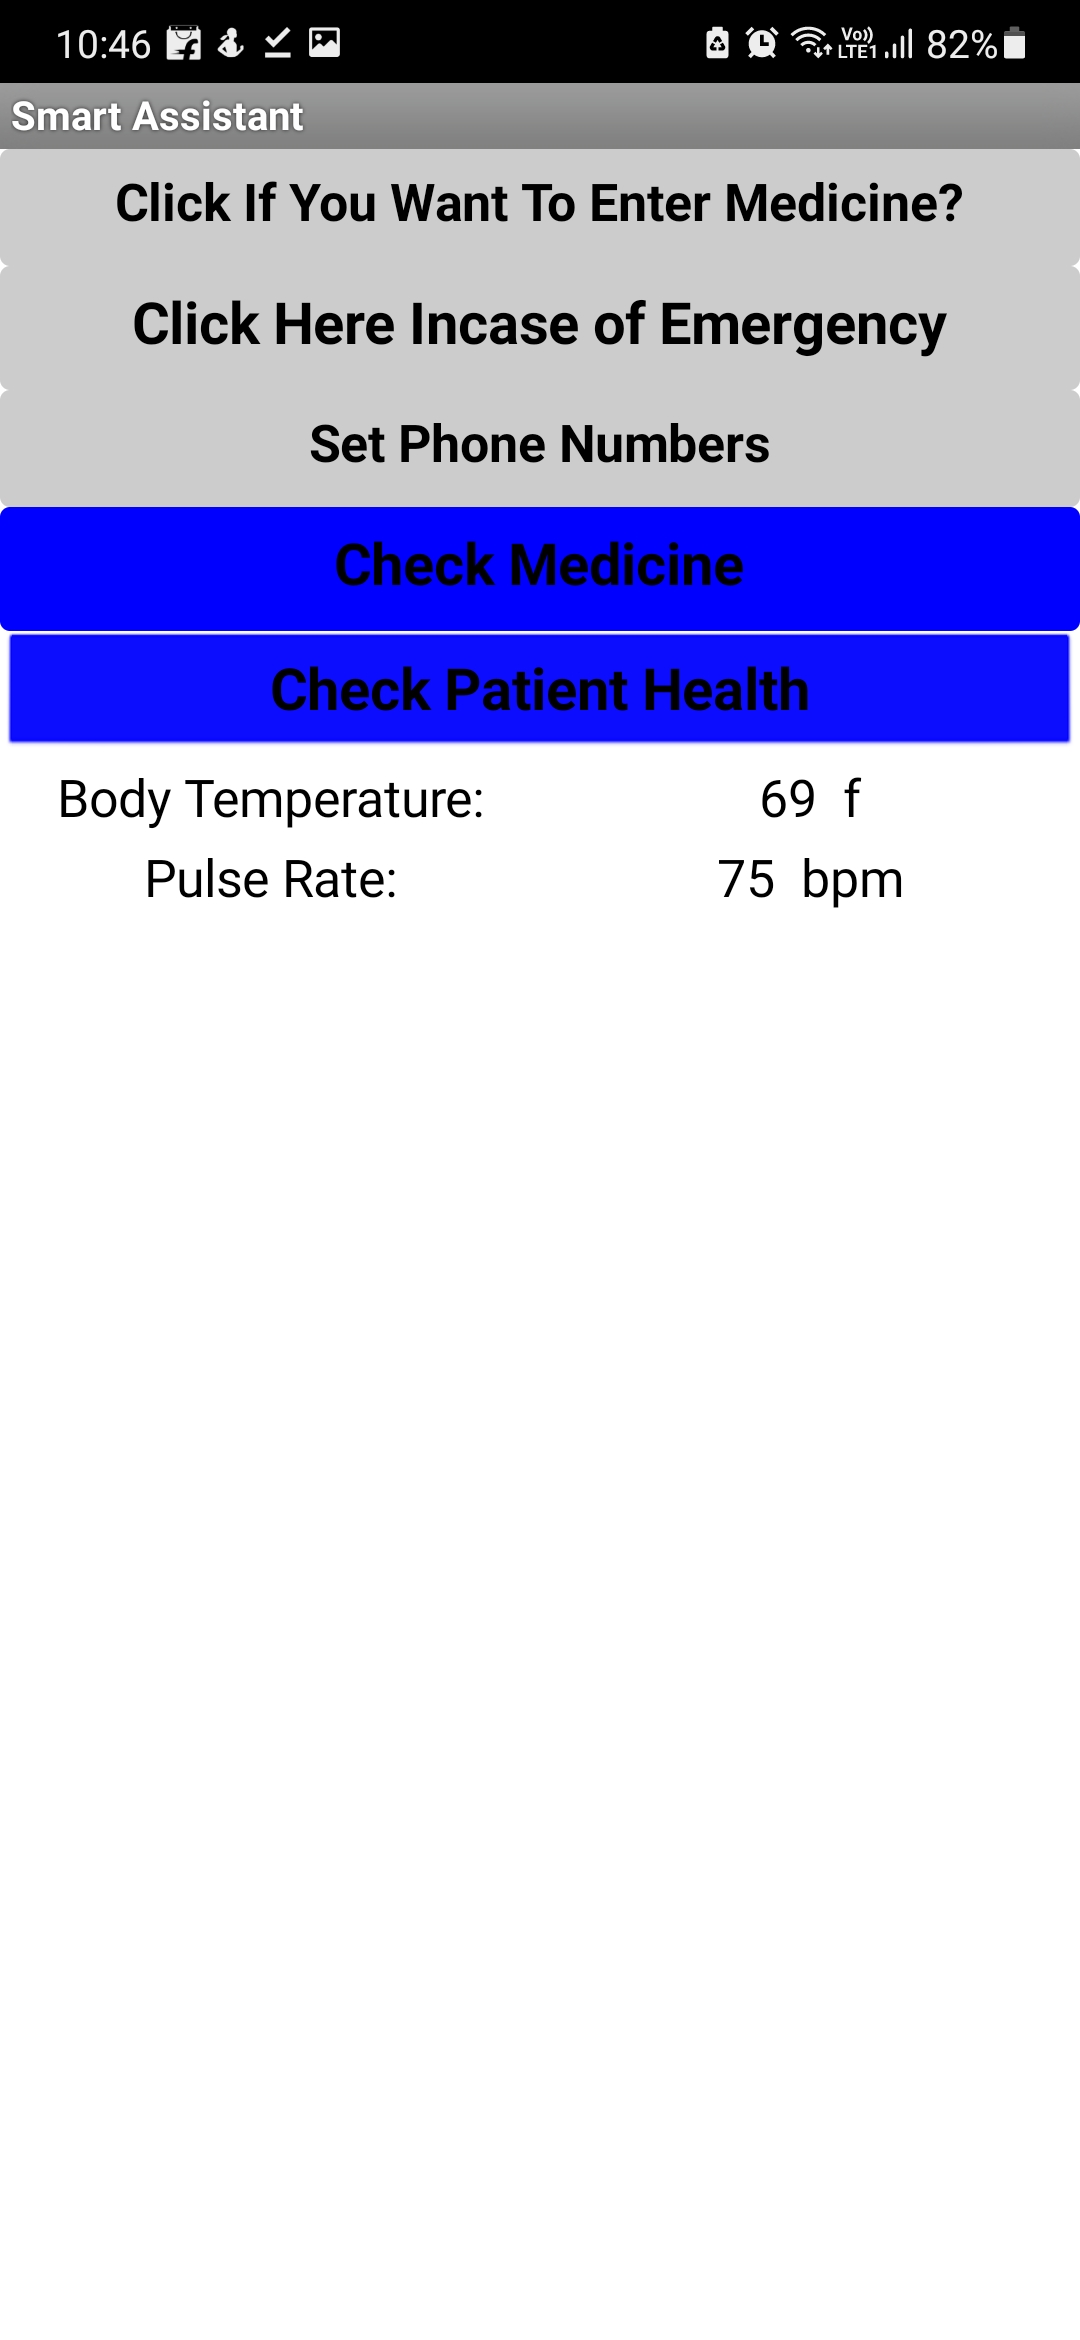 10:46 Vo)) LTE1 82%
Smart Assistant
Click If You Want To Enter Medicine?
Click Here Incase of Emergency
Set Phone Numbers
Check Medicine
Check Patient Health
Body Temperature: 69 f
Pulse Rate: 75 bpm